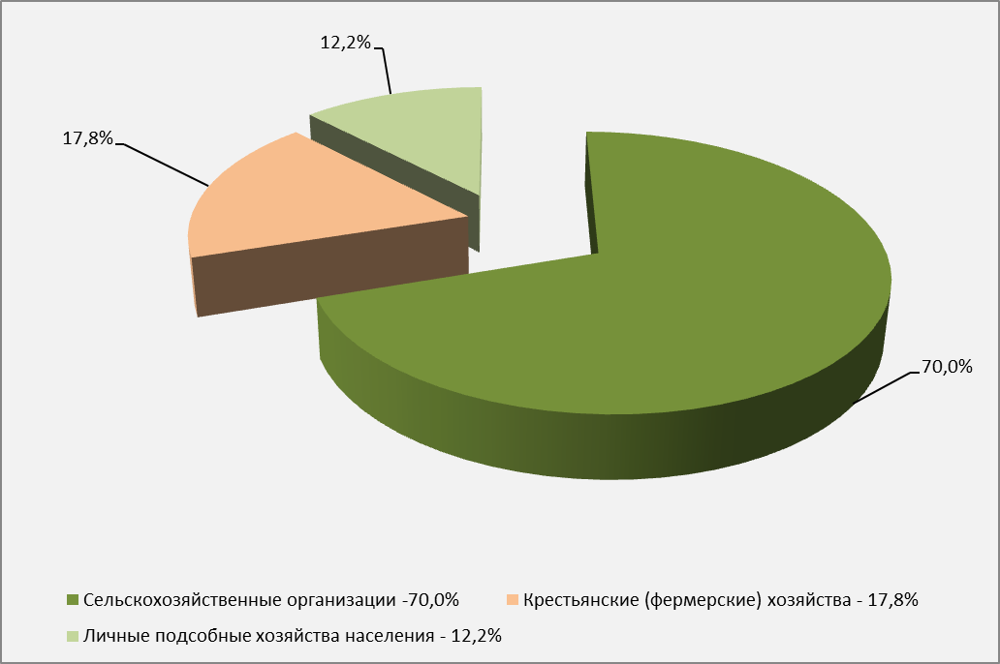 12,2%
17,8%
70,0%
Сельскохозяйственные организации -70,0%
Крестьянские (фермерские) хозяйства - 17,8%
Личные подсобные хозяйства населения - 12,2%